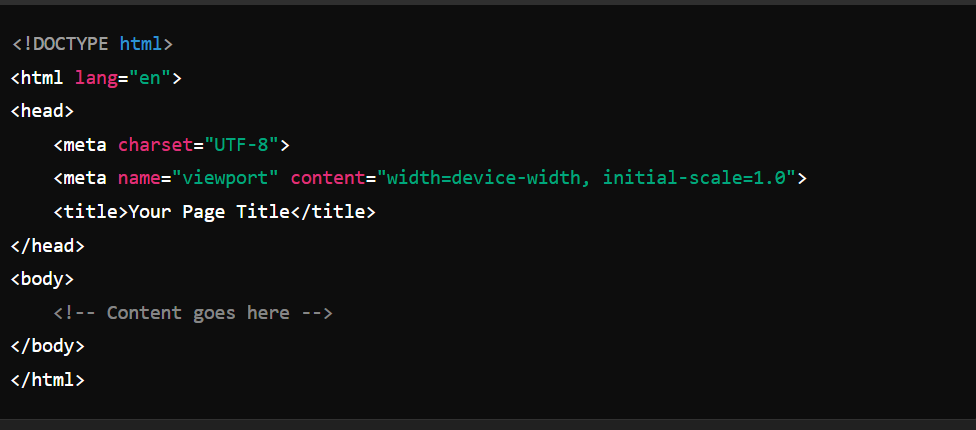 <!DOCTYPE html>
<html lang="en">
<head>
    <meta charset="UTF-8">
    <meta name="viewport" content="width=device-width, initial-scale=1.0">
    <title>Your Page Title</title>
</head>
<body>
    <!-- Content goes here -->
</body>
</html>